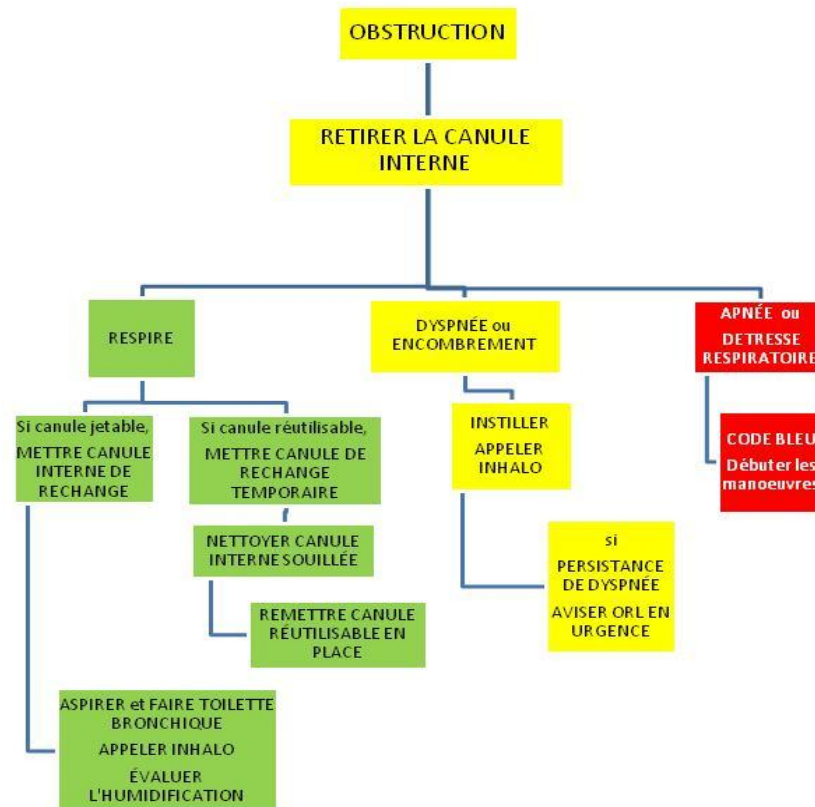 OBSTRUCTION
RETIRER LA CANULE
INTERNE
RESPIRE
DYSPNÉE ou
ENCOMBREMENT
APNÉE ou
DETRESSE
RESPIRATOIRE
Si canule jetable,
METTRE CANULE
INTERNE DE
RECHANGE
Si canule réutilisable,
METTRE CANULE DE
RECHANGE
TEMPORAIRE
INSTILLER
APPELER
INHALO
CODE BLEU
Débuter les
manoeuvres
NETTOYER CANULE
INTERNE SOUILLÉE
si
PERSISTANCE
DE DYSPNÉE
AVISER ORL EN
URGENCE
REMETTRE CANULE
RÉUTILISABLE EN
PLACE
ASPIRER et FAIRE TOILETTE
BRONCHIQUE
APPELER INHALO
ÉVALUER
L'HUMIDIFICATION